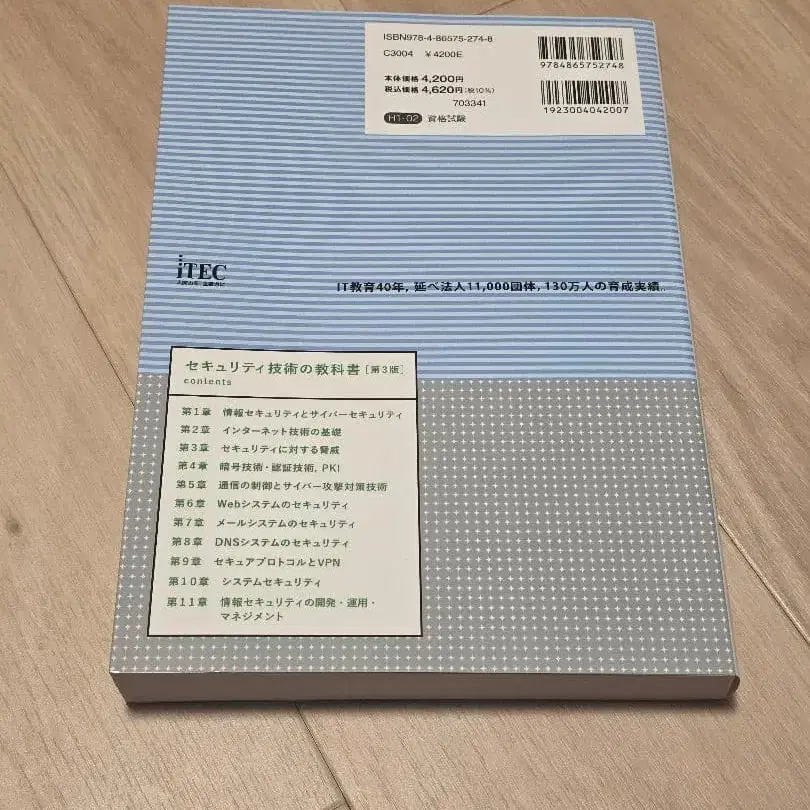 ISBN978-4-86575-274-8
C3004 ¥4200E
本体価格4,200円
税込価格4,620円(税10%)
703341
H1-02 資格試験
9784865752748
1923004042007
iTEC
IT教育40年, 延べ法人11,000団体, 130万人の育成実績..
セキュリティ技術の教科書[第3版]
contents
第1章 情報セキュリティとサイバーセキュリティ
第2章 インターネット技術の基礎
第3章 セキュリティに対する脅威
第4章 暗号技術・認証技術, PKI
第5章 通信の制御とサイバー攻撃対策技術
第6章 Webシステムのセキュリティ
第7章 メールシステムのセキュリティ
第8章 DNSシステムのセキュリティ
第9章 セキュアプロトコルとVPN
第10章 システムセキュリティ
第11章 情報セキュリティの開発・運用・
マネジメント